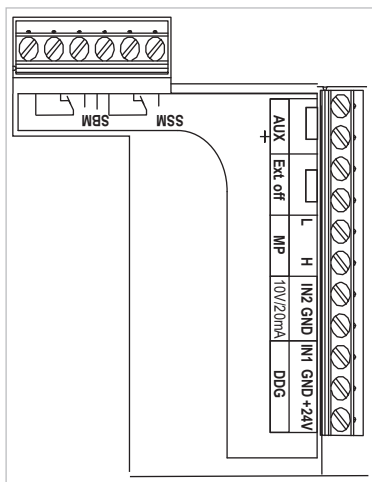 SBM
SSM
AUX
Ext off
MP
10V/20mA
DDG
L H
IN2 GND
IN1 GND +24V